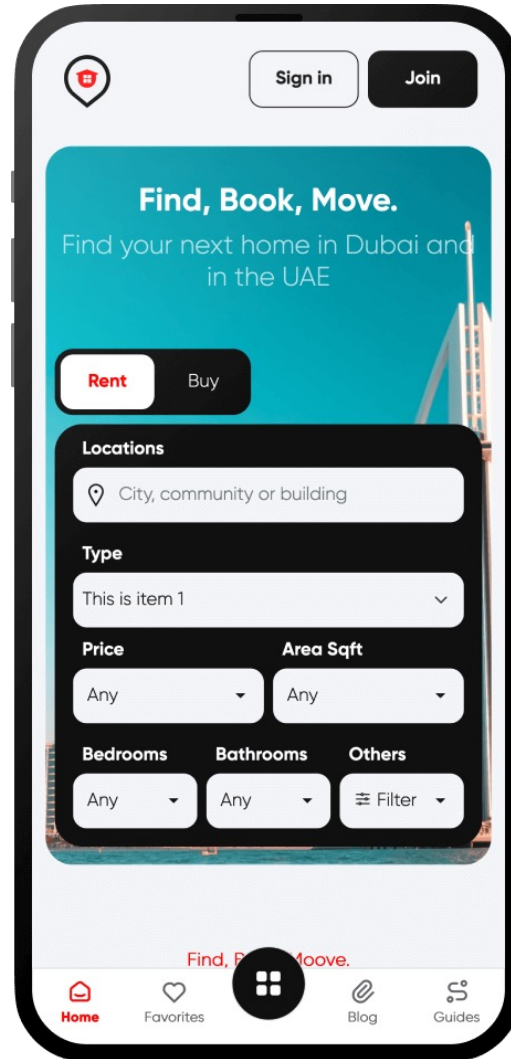 Sign in
Join
Find, Book, Move.
Find your next home in Dubai and
in the UAE
Rent
Buy
Locations
City, community or building
Type
This is item 1
Price
Area Sqft
Any
Any
Bedrooms
Bathrooms
Others
Any
Any
Filter
Find, Moove.
Home
Favorites
Blog
Guides